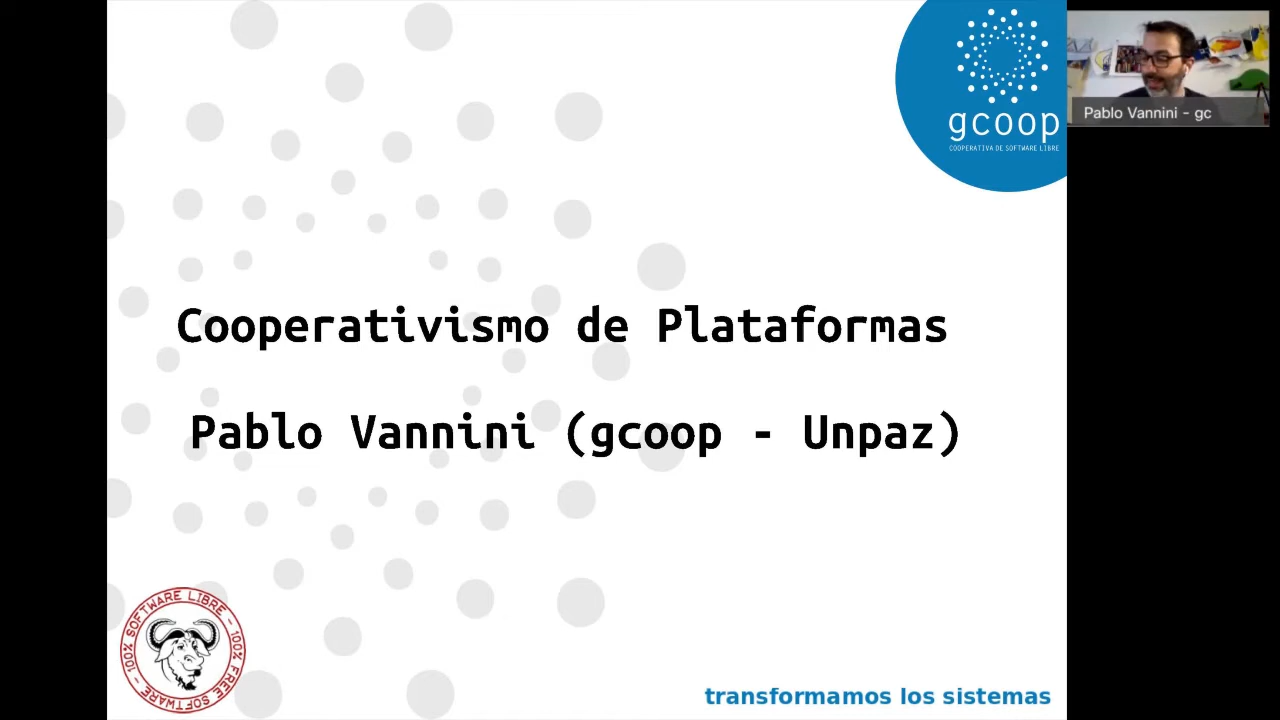 gcoop
COOPERATIVA DE SOFTWARE LIBRE
Pablo Vannini - gc
Cooperativismo de Plataformas
Pablo Vannini (gcoop - Unpaz)
100% SOFTWARE LIBRE - 100% FREE SOFTWARE -
transformamos los sistemas